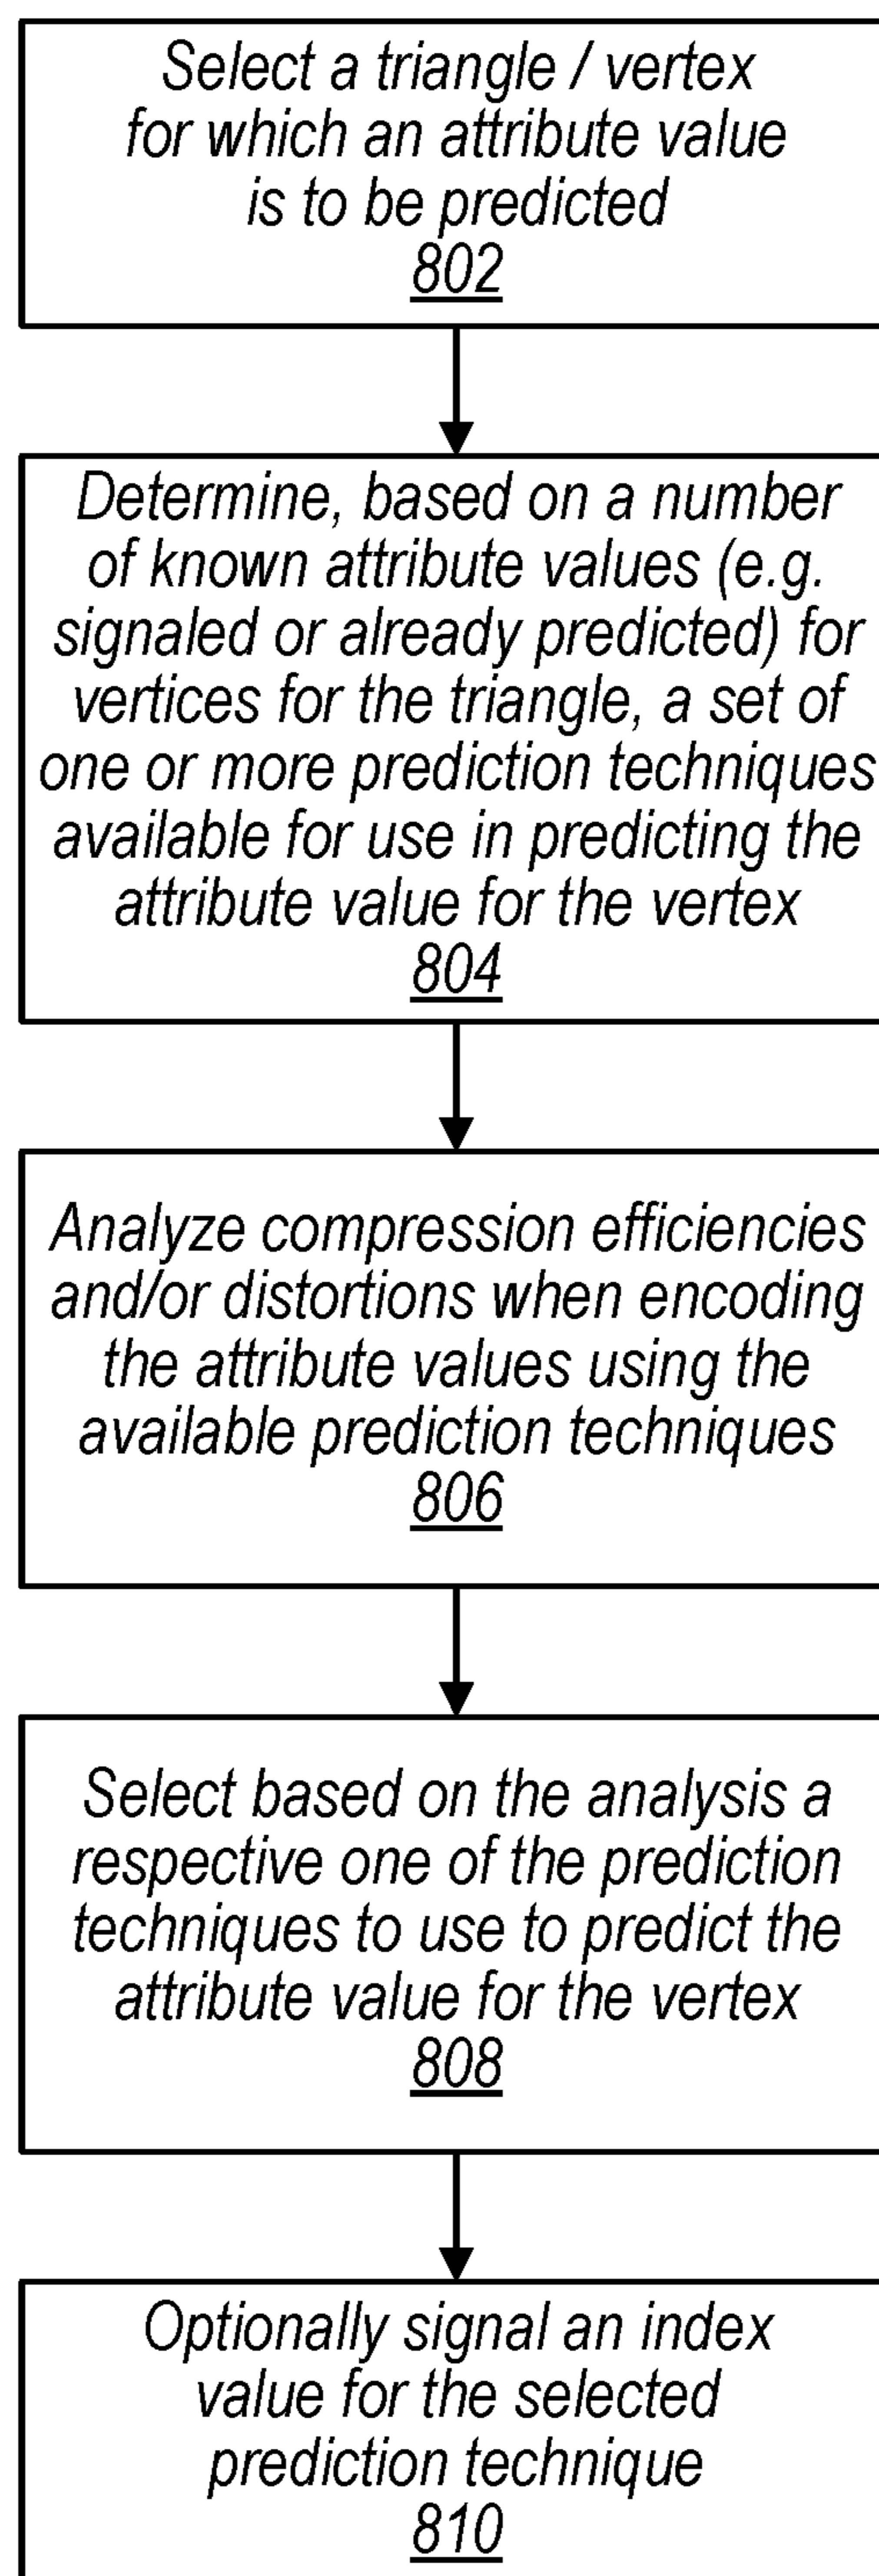 Select a triangle / vertex
for which an attribute value
is to be predicted
802
Determine, based on a number
of known attribute values (e.g.
signaled or already predicted) for
vertices for the triangle, a set of
one or more prediction techniques
available for use in predicting the
attribute value for the vertex
804
Analyze compression efficiencies
and/or distortions when encoding
the attribute values using the
available prediction techniques
806
Select based on the analysis a
respective one of the prediction
techniques to use to predict the
attribute value for the vertex
808
Optionally signal an index
value for the selected
prediction technique
810